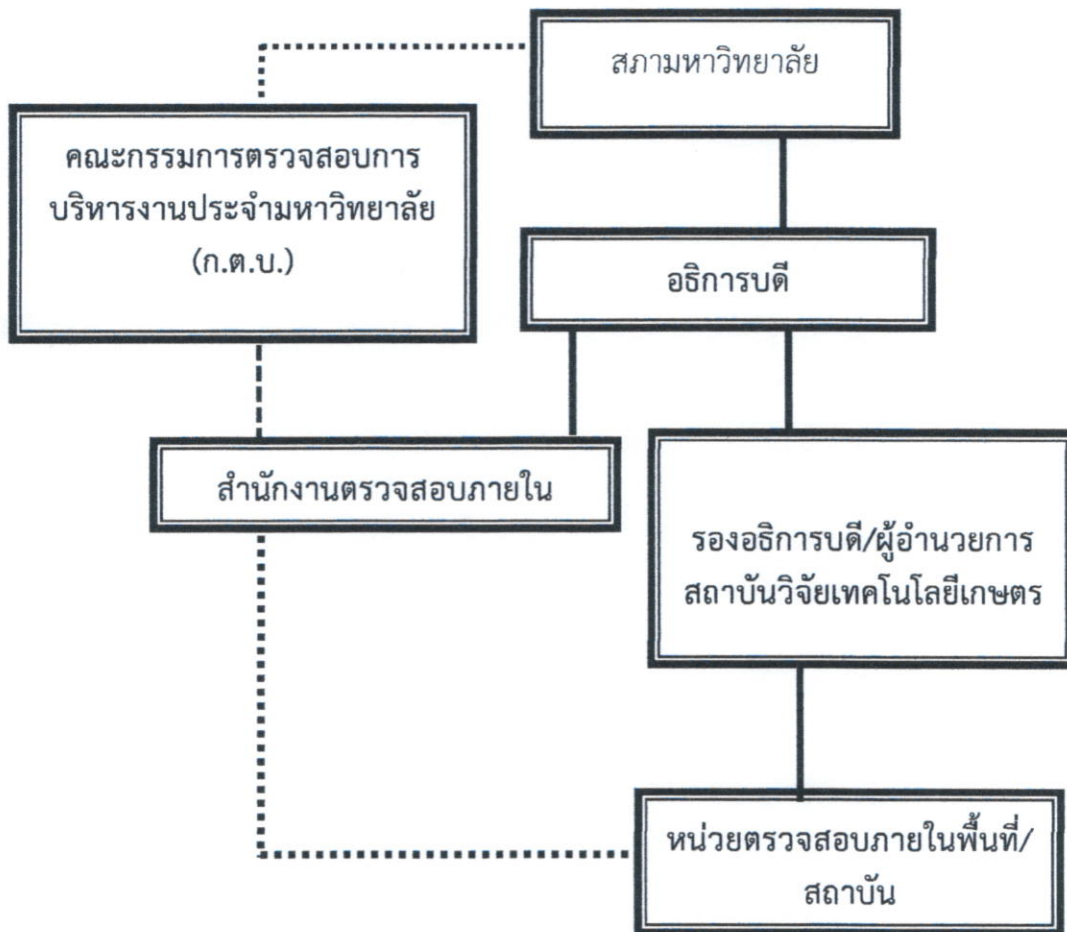 สภามหาวิทยาลัย
คณะกรรมการตรวจสอบการ
บริหารงานประจำมหาวิทยาลัย
(ก.ต.บ.)
อธิการบดี
สำนักงานตรวจสอบภายใน
รองอธิการบดี/ผู้อำนวยการ
สถาบันวิจัยเทคโนโลยีเกษตร
หน่วยตรวจสอบภายในพื้นที่/
สถาบัน